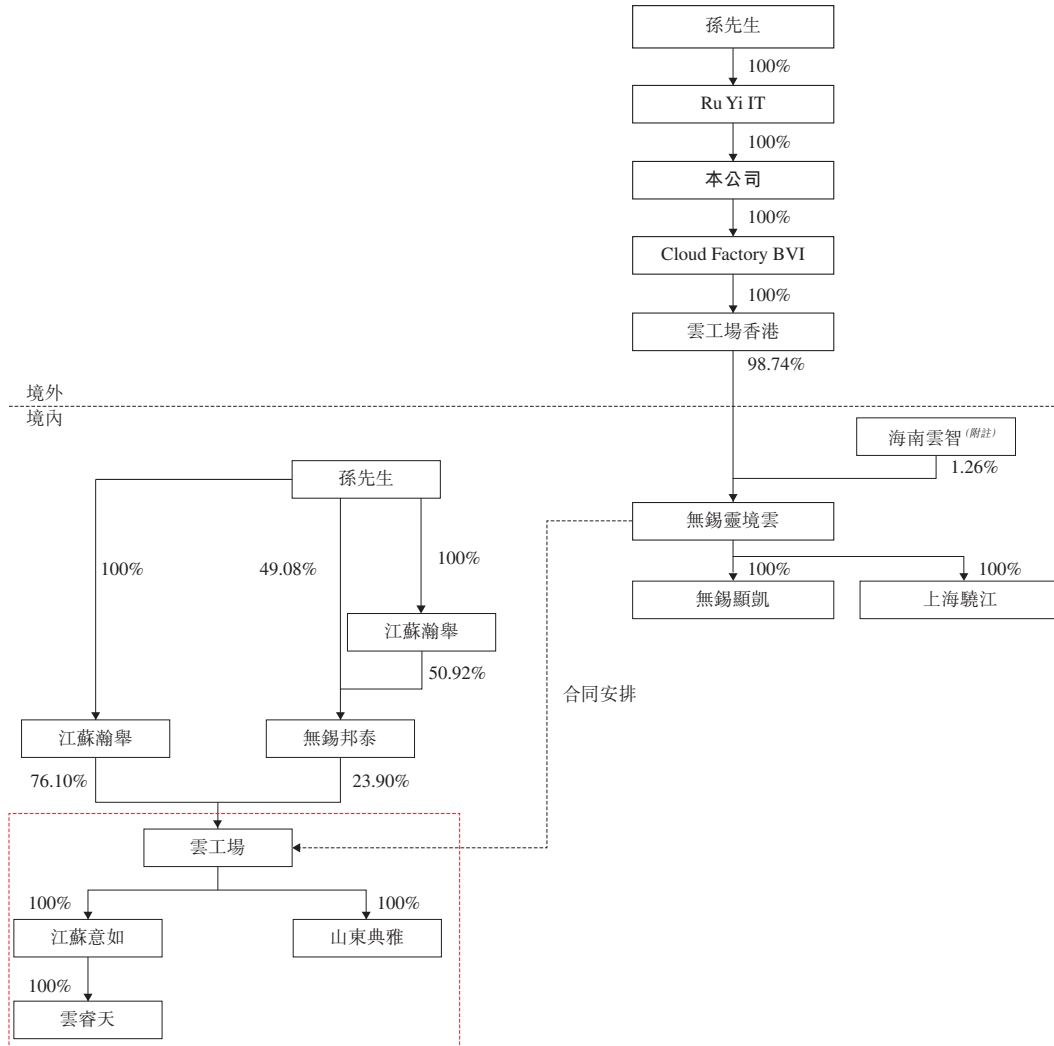 孫先生
100%
Ru Yi IT
100%
本公司
100%
Cloud Factory BVI
100%
雲工場香港
98.74%
境外
境內
海南雲智(附註)
1.26%
孫先生
無錫靈境雲
100%
49.08%
100%
100%
100%
無錫顯凱
上海驍江
江蘇瀚舉
50.92%
合同安排
江蘇瀚舉
無錫邦泰
76.10%
23.90%
雲工場
100%
100%
江蘇意如
山東典雅
100%
雲睿天